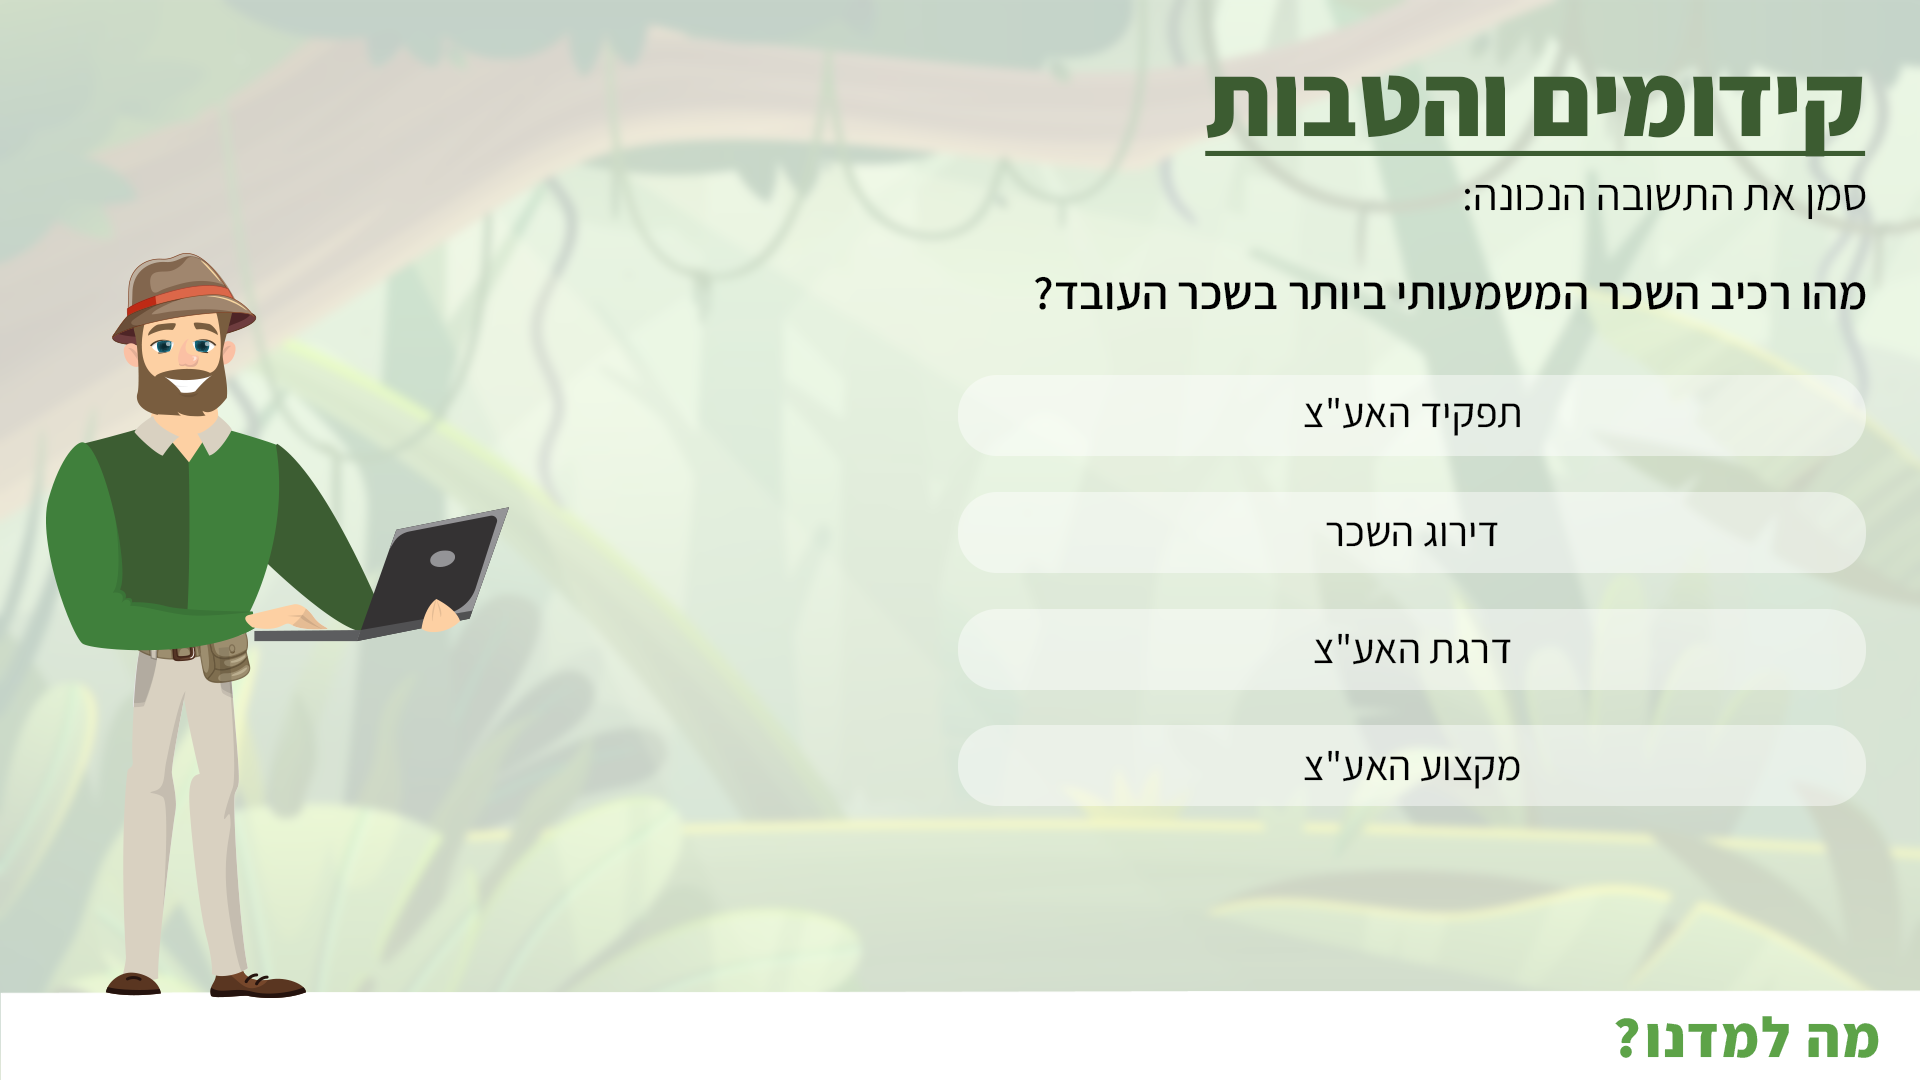 קידומים והטבות
סמן את התשובה הנכונה:
מהו רכיב השכר המשמעותי ביותר בשכר העובד?
תפקיד האע"צ
דירוג השכר
דרגת האע"צ
מקצוע האע"צ
מה למדנו?